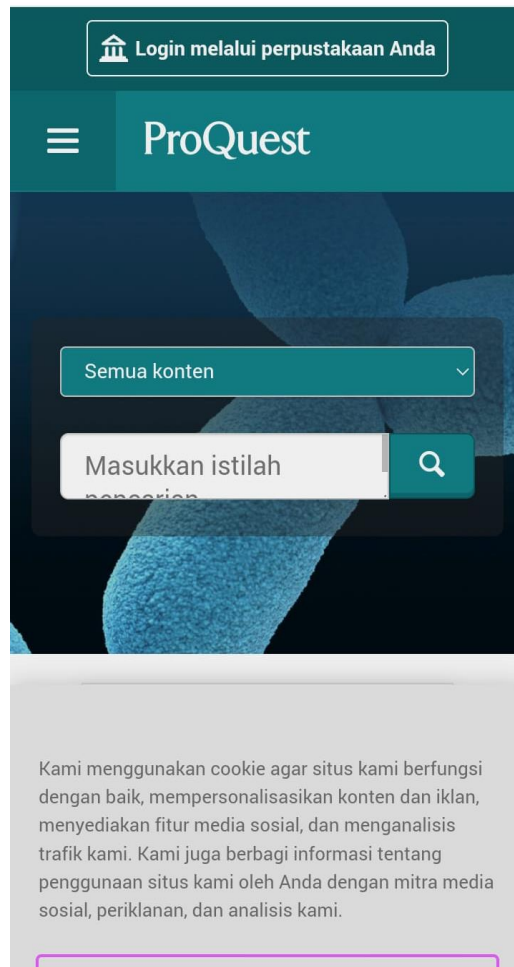 Login melalui perpustakaan Anda
ProQuest
Semua konten
Masukkan istilah
Kami menggunakan cookie agar situs kami berfungsi
dengan baik, mempersonalisasikan konten dan iklan,
menyediakan fitur media sosial, dan menganalisis
trafik kami. Kami juga berbagi informasi tentang
penggunaan situs kami oleh Anda dengan mitra media
sosial, periklanan, dan analisis kami.